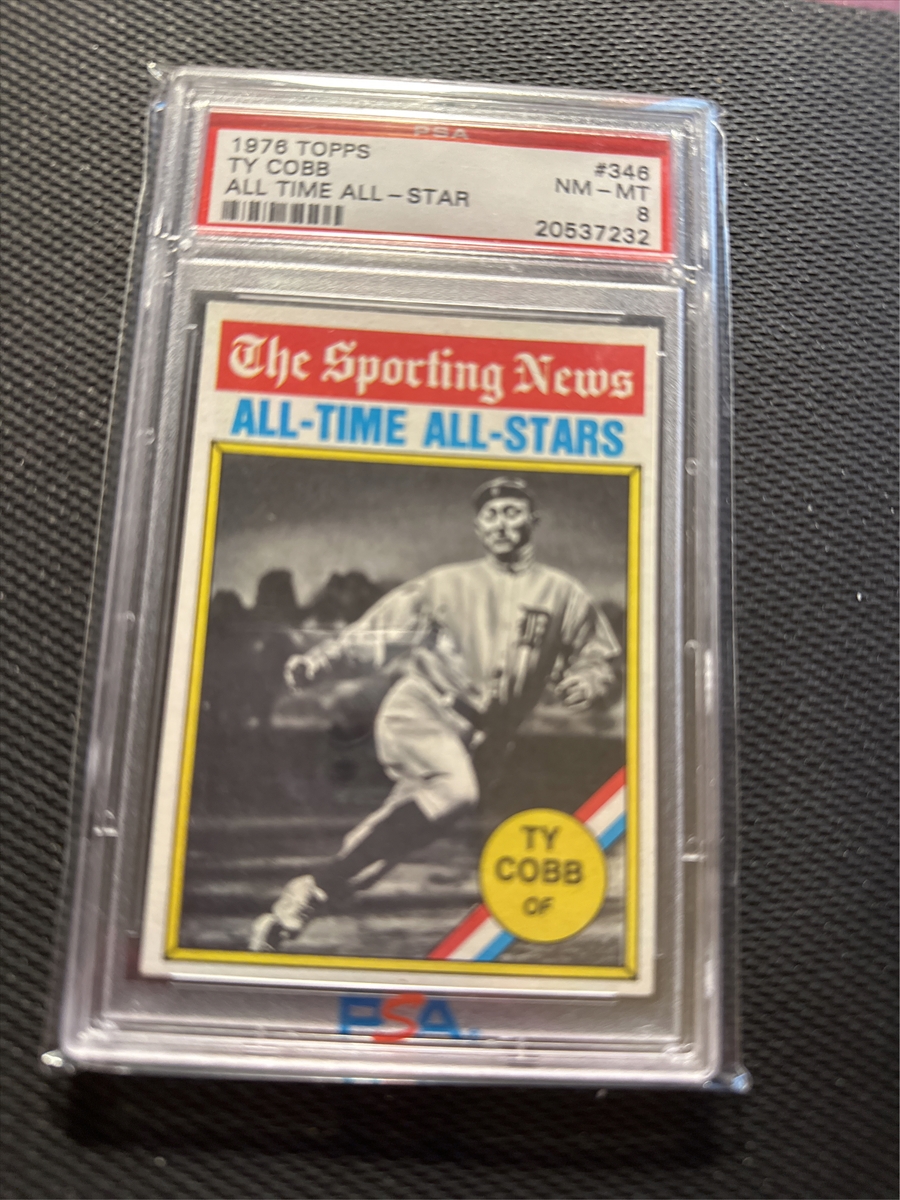 PSA
1976 TOPPS
#346
TY COBB
NM-MT
ALL TIME ALL-STAR
8
20537232
The Sporting News
ALL-TIME ALL-STARS
D
TY
COBB
OF
PSA